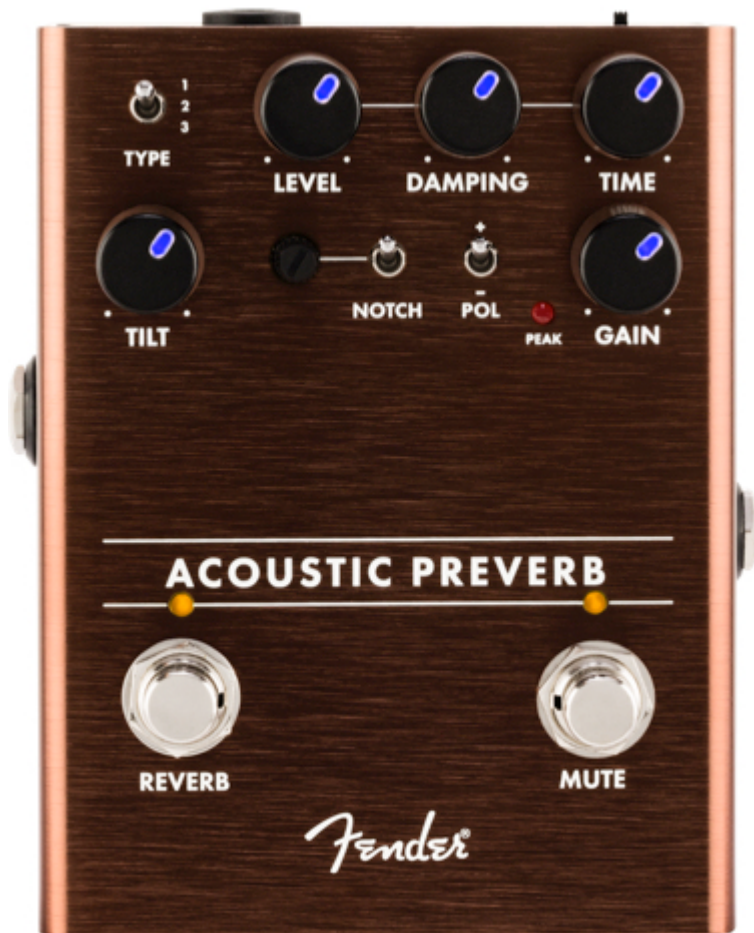 1
2
3
TYPE
LEVEL
DAMPING
TIME
+
TILT
NOTCH
POL
-
PEAK
GAIN
ACOUSTIC PREVERB
REVERB
MUTE
Fender®